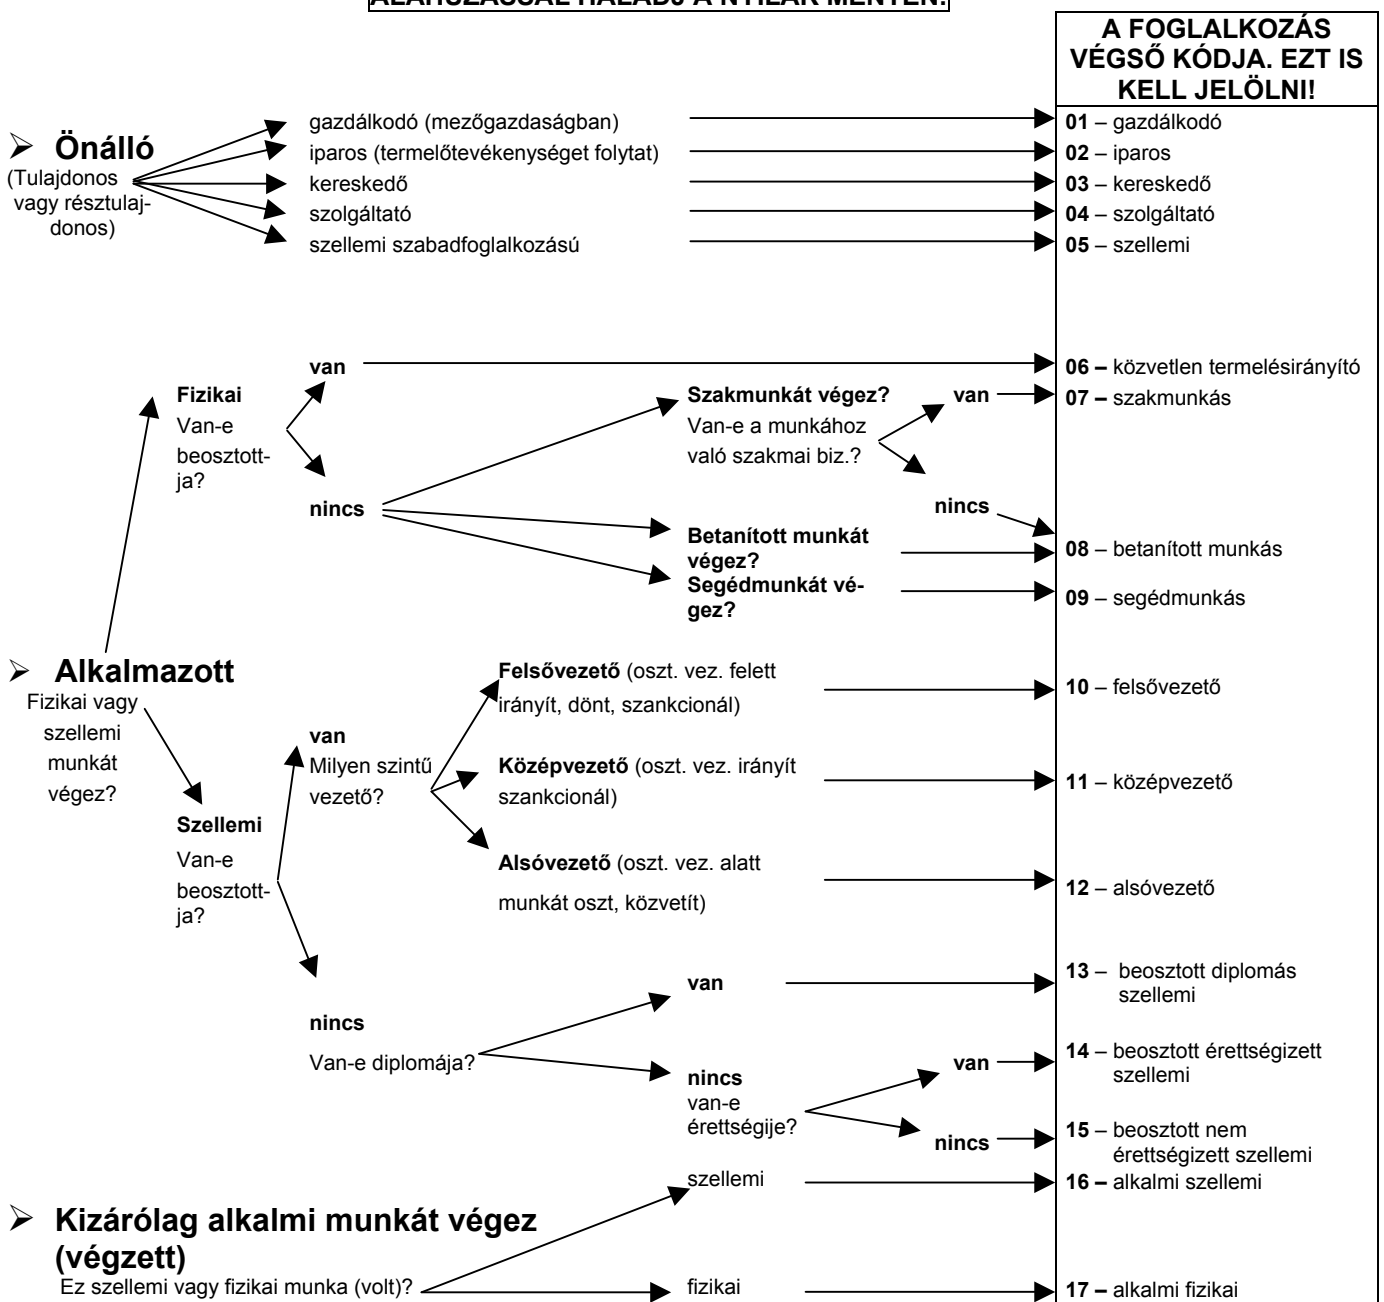 ALÁHÚZÁSSAL HALADJ A NYILAK MENTÉN!
A FOGLALKOZÁS
VÉGSŐ KÓDJA. EZT IS
KELL JELÖLNI!
➢ Önálló
(Tulajdonos
vagy résztulaj-
donos)
gazdálkodó (mezőgazdaságban)
01 – gazdálkodó
iparos (termelőtevékenységet folytat)
02 – iparos
kereskedő
03 – kereskedő
szolgáltató
04 – szolgáltató
szellemi szabadfoglalkozású
05 – szellemi
Fizikai
Van-e
beosztott-
ja?
van
06 – közvetlen termelésirányító
nincs
Szakmunkát végez?
Van-e a munkához
való szakmai biz.?
van
07 – szakmunkás
nincs
Betanított munkát
végez?
08 – betanított munkás
Segédmunkát vé-
gez?
09 – segédmunkás
➢ Alkalmazott
Fizikai vagy
szellemi
munkát
végez?
Szellemi
Van-e
beosztott-
ja?
van
Milyen szintű
vezető?
Felsővezető (oszt. vez. felett
irányít, dönt, szankcionál)
10 – felsővezető
Középvezető (oszt. vez. irányít
szankcionál)
11 – középvezető
Alsóvezető (oszt. vez. alatt
munkát oszt, közvetít)
12 – alsóvezető
nincs
Van-e diplomája?
van
13 – beosztott diplomás
szellemi
nincs
van-e
érettségije?
van
14 – beosztott érettségizett
szellemi
nincs
15 – beosztott nem
érettségizett szellemi
➢ Kizárólag alkalmi munkát végez
(végzett)
Ez szellemi vagy fizikai munka (volt)?
szellemi
16 – alkalmi szellemi
fizikai
17 – alkalmi fizikai